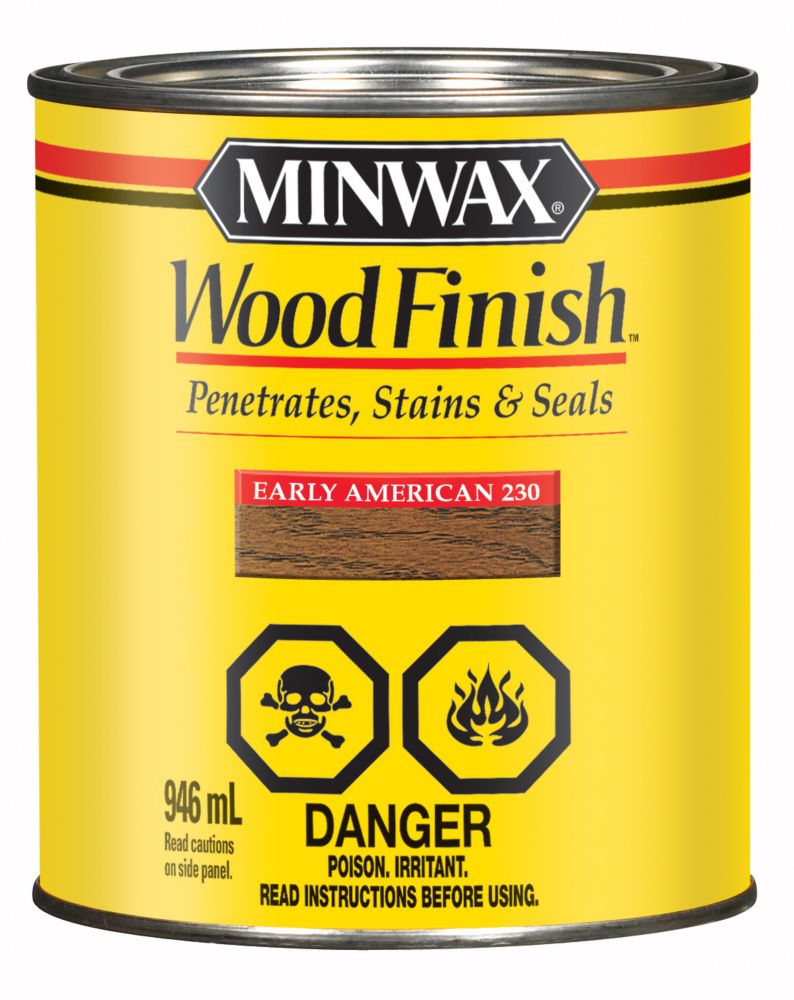 MINWAX®
Wood Finish™
Penetrates, Stains & Seals
EARLY AMERICAN 230
946 mL
Read cautions
on side panel.
DANGER
POISON. IRRITANT.
READ INSTRUCTIONS BEFORE USING.